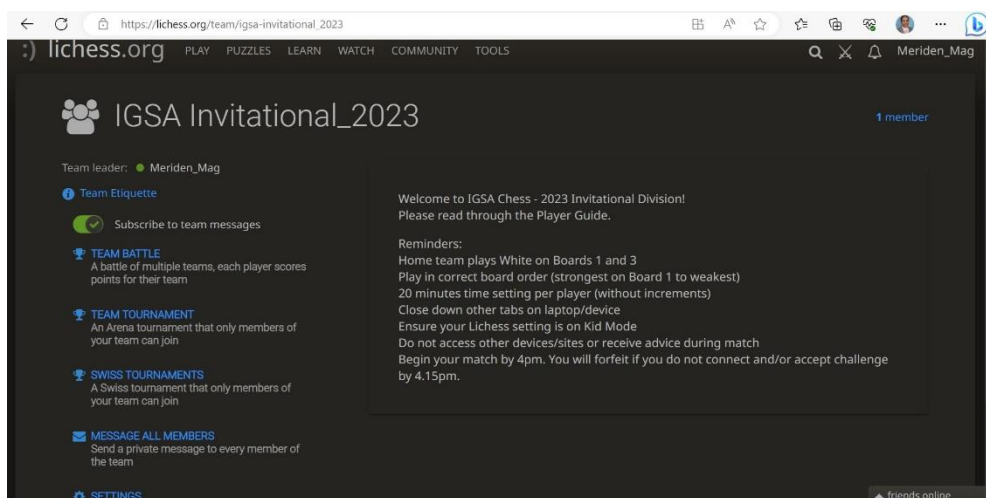 https://lichess.org/team/igsa-invitational_2023
:) lichess.org PLAY PUZZLES LEARN WATCH COMMUNITY TOOLS Meriden_Mag
IGSA Invitational_2023 1 member
Team leader: Meriden_Mag
Team Etiquette
Subscribe to team messages
TEAM BATTLE
A battle of multiple teams, each player scores
points for their team
TEAM TOURNAMENT
An Arena tournament that only members of
your team can join
SWISS TOURNAMENTS
A Swiss tournament that only members of
your team can join
MESSAGE ALL MEMBERS
Send a private message to every member of
the team
SETTINGS
Welcome to IGSA Chess - 2023 Invitational Division!
Please read through the Player Guide.
Reminders:
Home team plays White on Boards 1 and 3
Play in correct board order (strongest on Board 1 to weakest)
20 minutes time setting per player (without increments)
Close down other tabs on laptop/device
Ensure your Lichess setting is on Kid Mode
Do not access other devices/sites or receive advice during match
Begin your match by 4pm. You will forfeit if you do not connect and/or accept challenge
by 4.15pm.
friends online